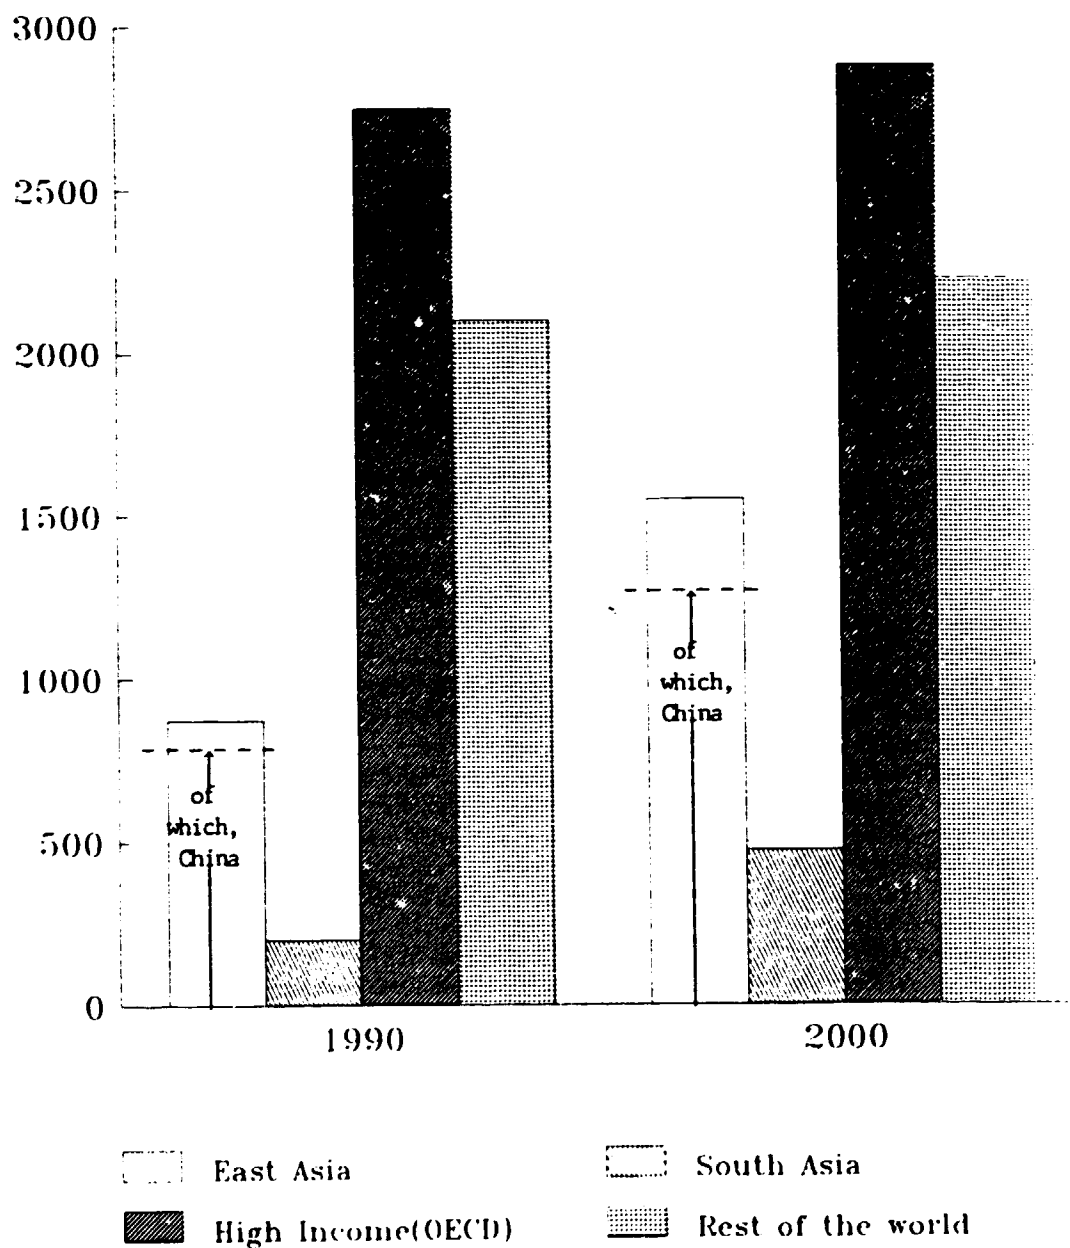 3000
2500
2000
1500
1000
500
0
of
which,
China
of
which,
China
1990
2000
East Asia
South Asia
High Income(OECD)
Rest of the world